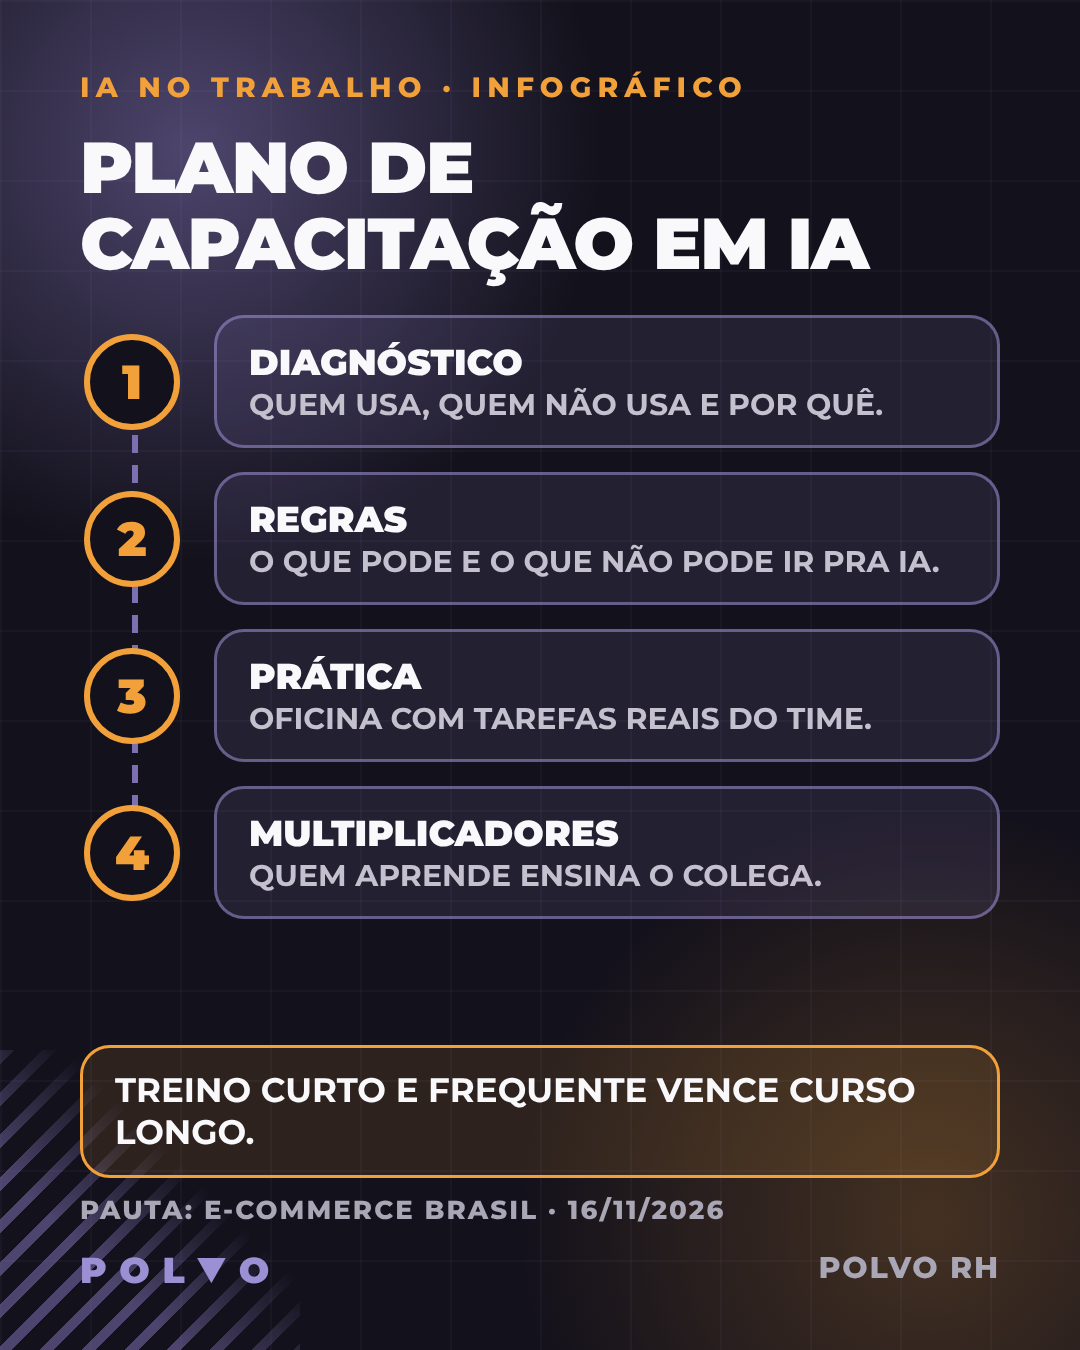 IA NO TRABALHO · INFOGRÁFICO
PLANO DE
CAPACITAÇÃO EM IA
1
DIAGNÓSTICO
QUEM USA, QUEM NÃO USA E POR QUÊ.
2
REGRAS
O QUE PODE E O QUE NÃO PODE IR PRA IA.
3
PRÁTICA
OFICINA COM TAREFAS REAIS DO TIME.
4
MULTIPLICADORES
QUEM APRENDE ENSINA O COLEGA.
TREINO CURTO E FREQUENTE VENCE CURSO
LONGO.
PAUTA: E-COMMERCE BRASIL · 16/11/2026
POLVO
POLVO RH